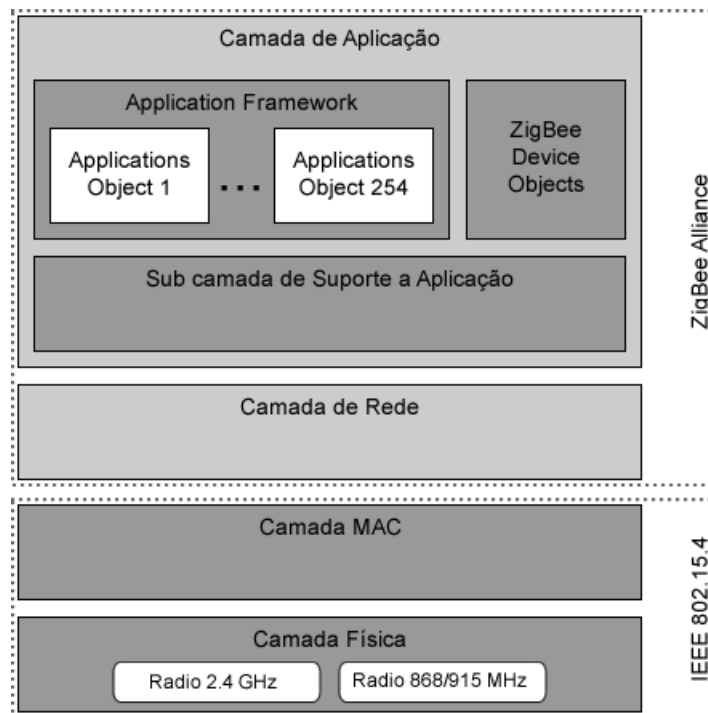 Camada de Aplicação
Application Framework
Applications
Object 1
...
Applications
Object 254
ZigBee
Device
Objects
Sub camada de Suporte a Aplicação
Camada de Rede
ZigBee Alliance
Camada MAC
Camada Física
Radio 2.4 GHz
Radio 868/915 MHz
IEEE 802.15.4